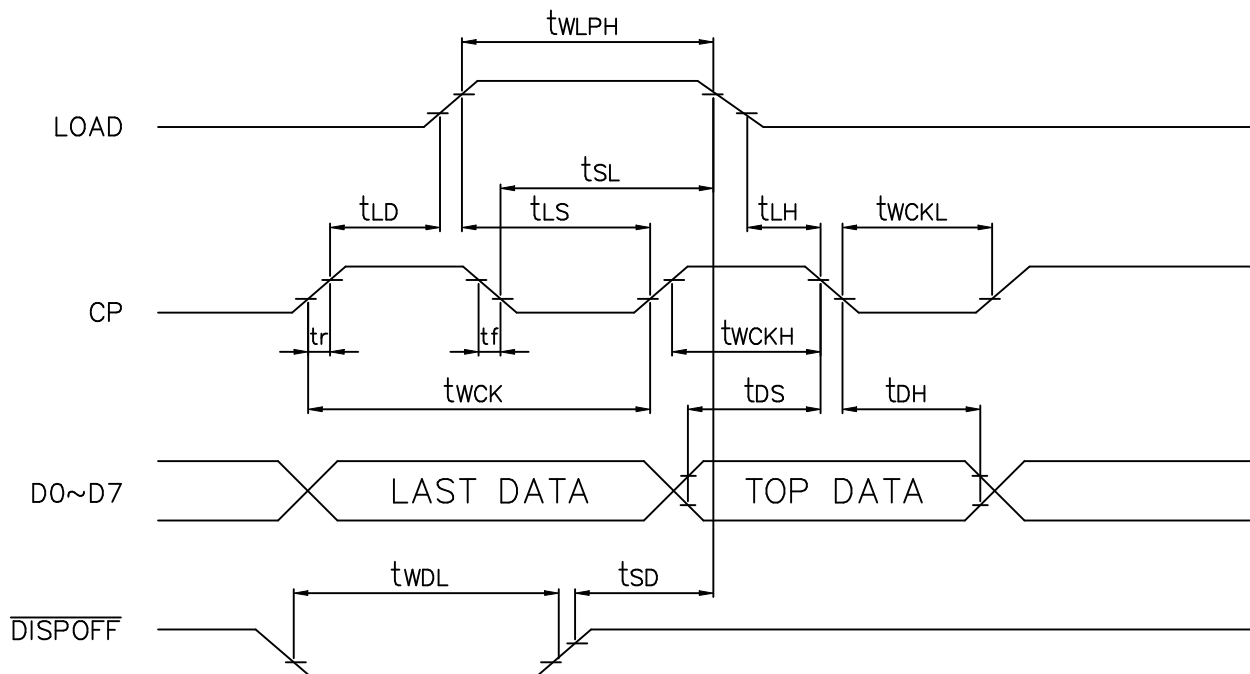 tWLPH
LOAD
tSL
tLD
tLS
tLH
tWCKL
CP
tr
tf
tWCKH
tWCK
tDS
tDH
D0~D7
LAST DATA
TOP DATA
tWDL
tSD
DISPOFF